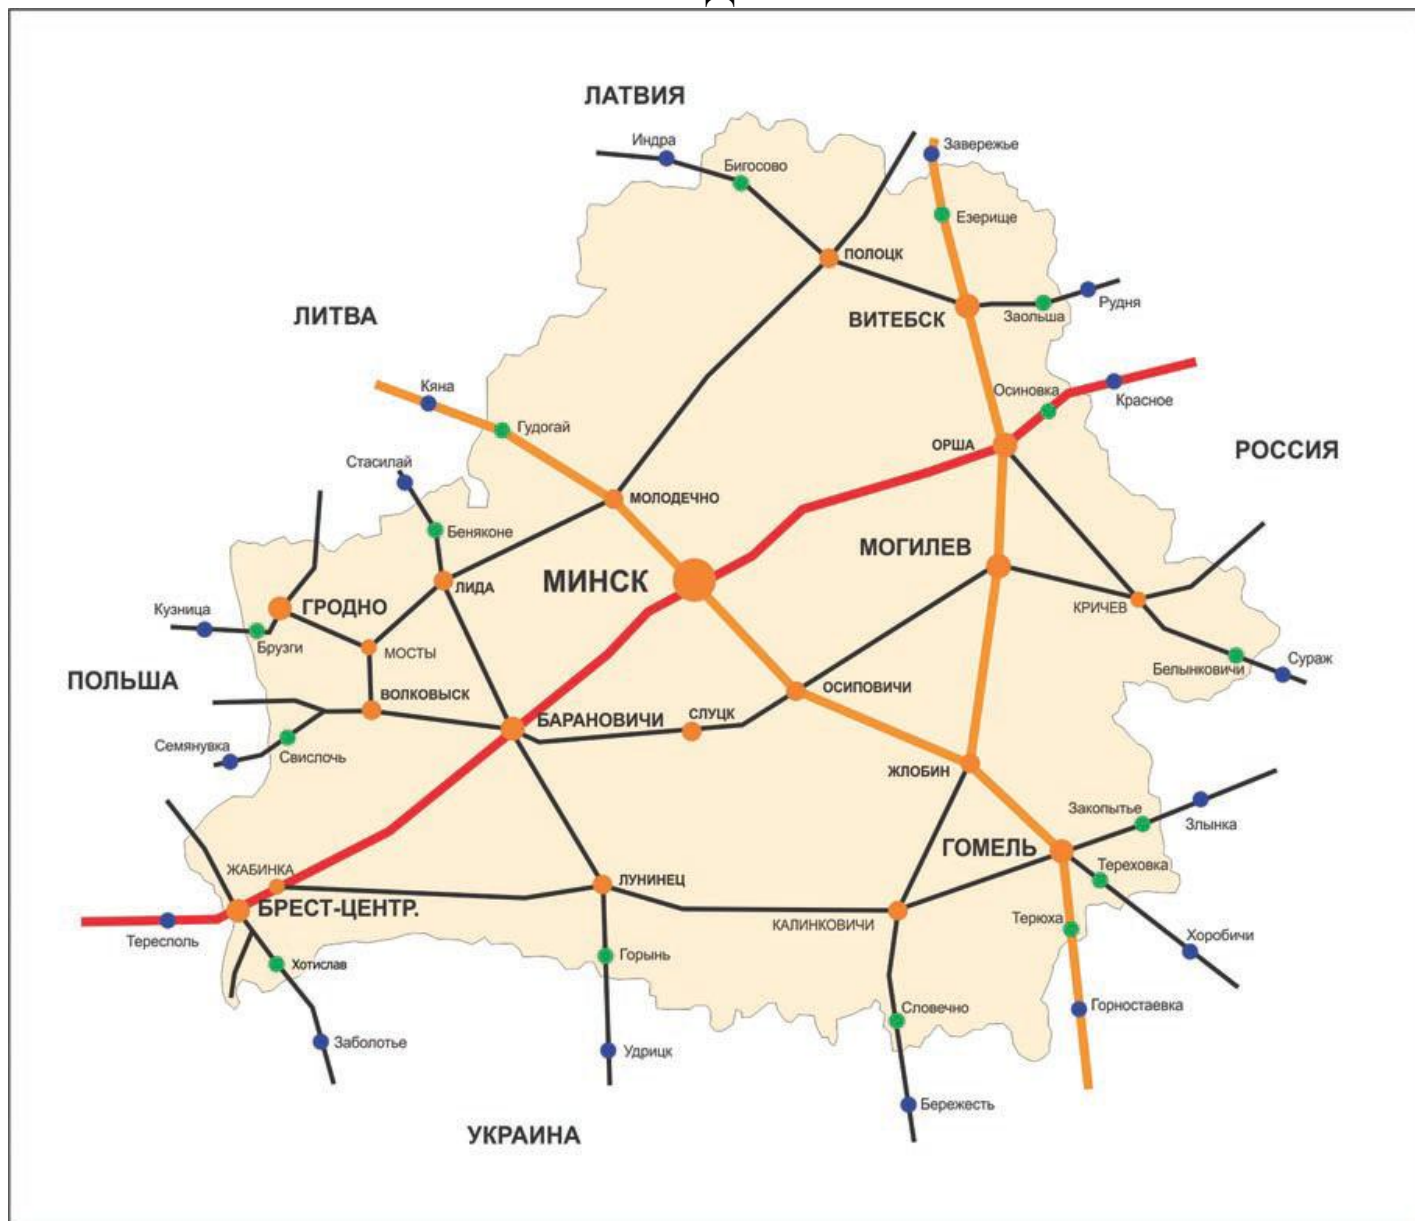 ЛАТВИЯ
Индра
Завережье
Бигосово
Езерище
ПОЛОЦК
Рудня
ЛИТВА
ВИТЕБСК
Заольша
Кяна
Осиновка
Красное
Гудогай
ОРША
РОССИЯ
Стасилай
МОЛОДЕЧНО
Беняконе
МОГИЛЕВ
МИНСК
ЛИДА
Кузница
ГРОДНО
КРИЧЕВ
Брузги
МОСТЫ
Сураж
Белынковичи
ПОЛЬША
ВОЛКОВЫСК
ОСИПОВИЧИ
СЛУЦК
БАРАНОВИЧИ
Семянувка
Свислочь
ЖЛОБИН
Закопытье
Злынка
ГОМЕЛЬ
Тереховка
ЖАБИНКА
ЛУНИНЕЦ
БРЕСТ-ЦЕНТР.
КАЛИНКОВИЧИ
Терюха
Тересполь
Хоробичи
Горынь
Хотислав
Словечно
Горностаевка
Заболотье
Удрицк
Бережесть
УКРАИНА